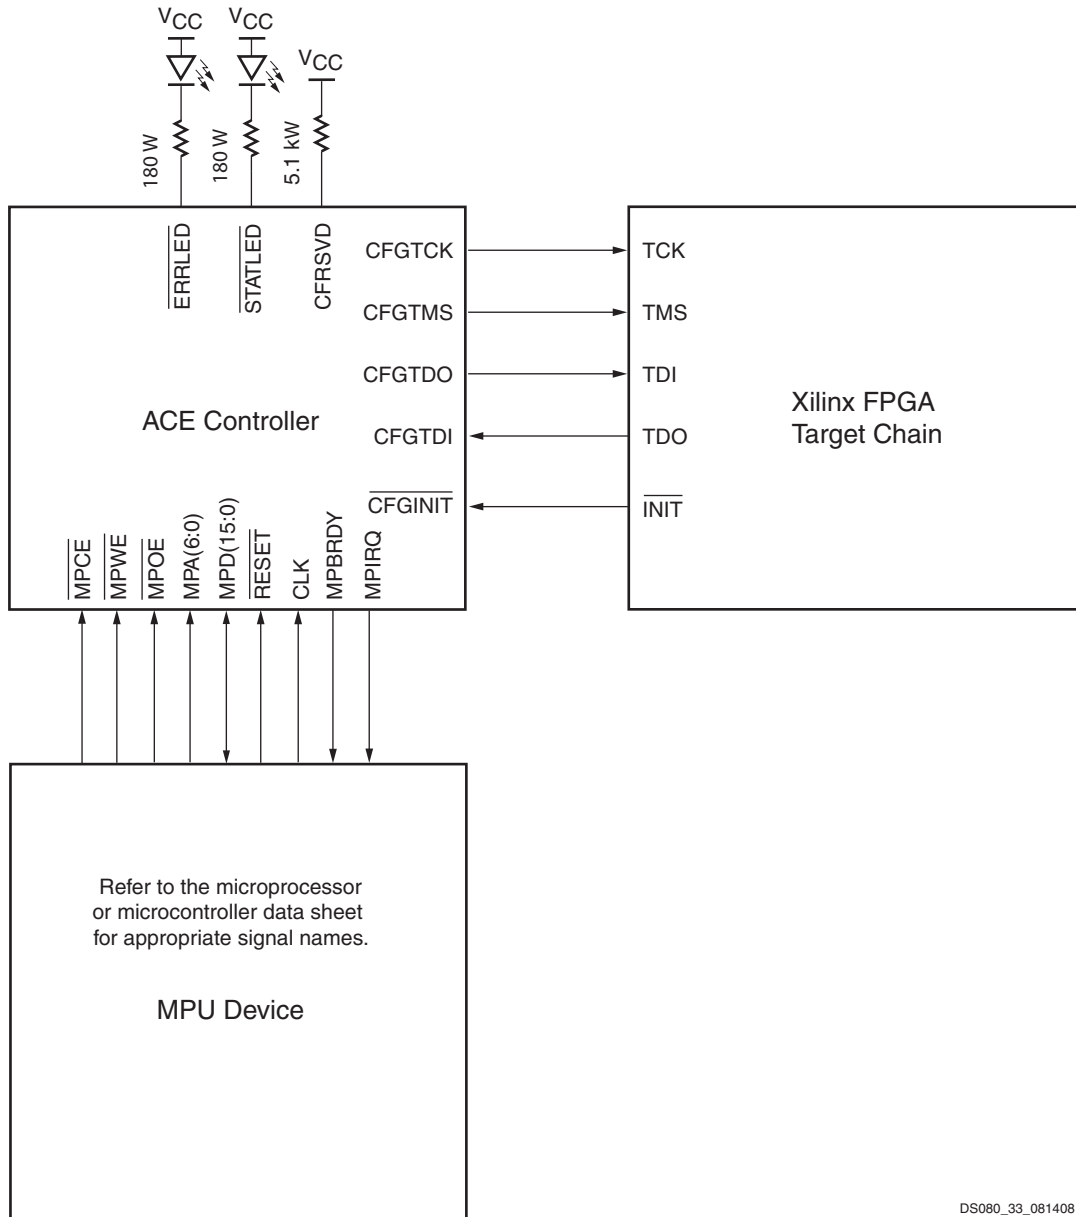 VCC
VCC
VCC
180 W
180 W
5.1 kW
ERRLED
STATLED
CFRSVD
CFGTCK
TCK
CFGTMS
TMS
CFGTDO
TDI
ACE Controller
CFGTDI
TDO
Xilinx FPGA
Target Chain
CFGINIT
INIT
MPCE
MPWE
MPOE
MPA(6:0)
MPD(15:0)
RESET
CLK
MPBRDY
MPIRQ
Refer to the microprocessor
or microcontroller data sheet
for appropriate signal names.
MPU Device
DS080_33_081408